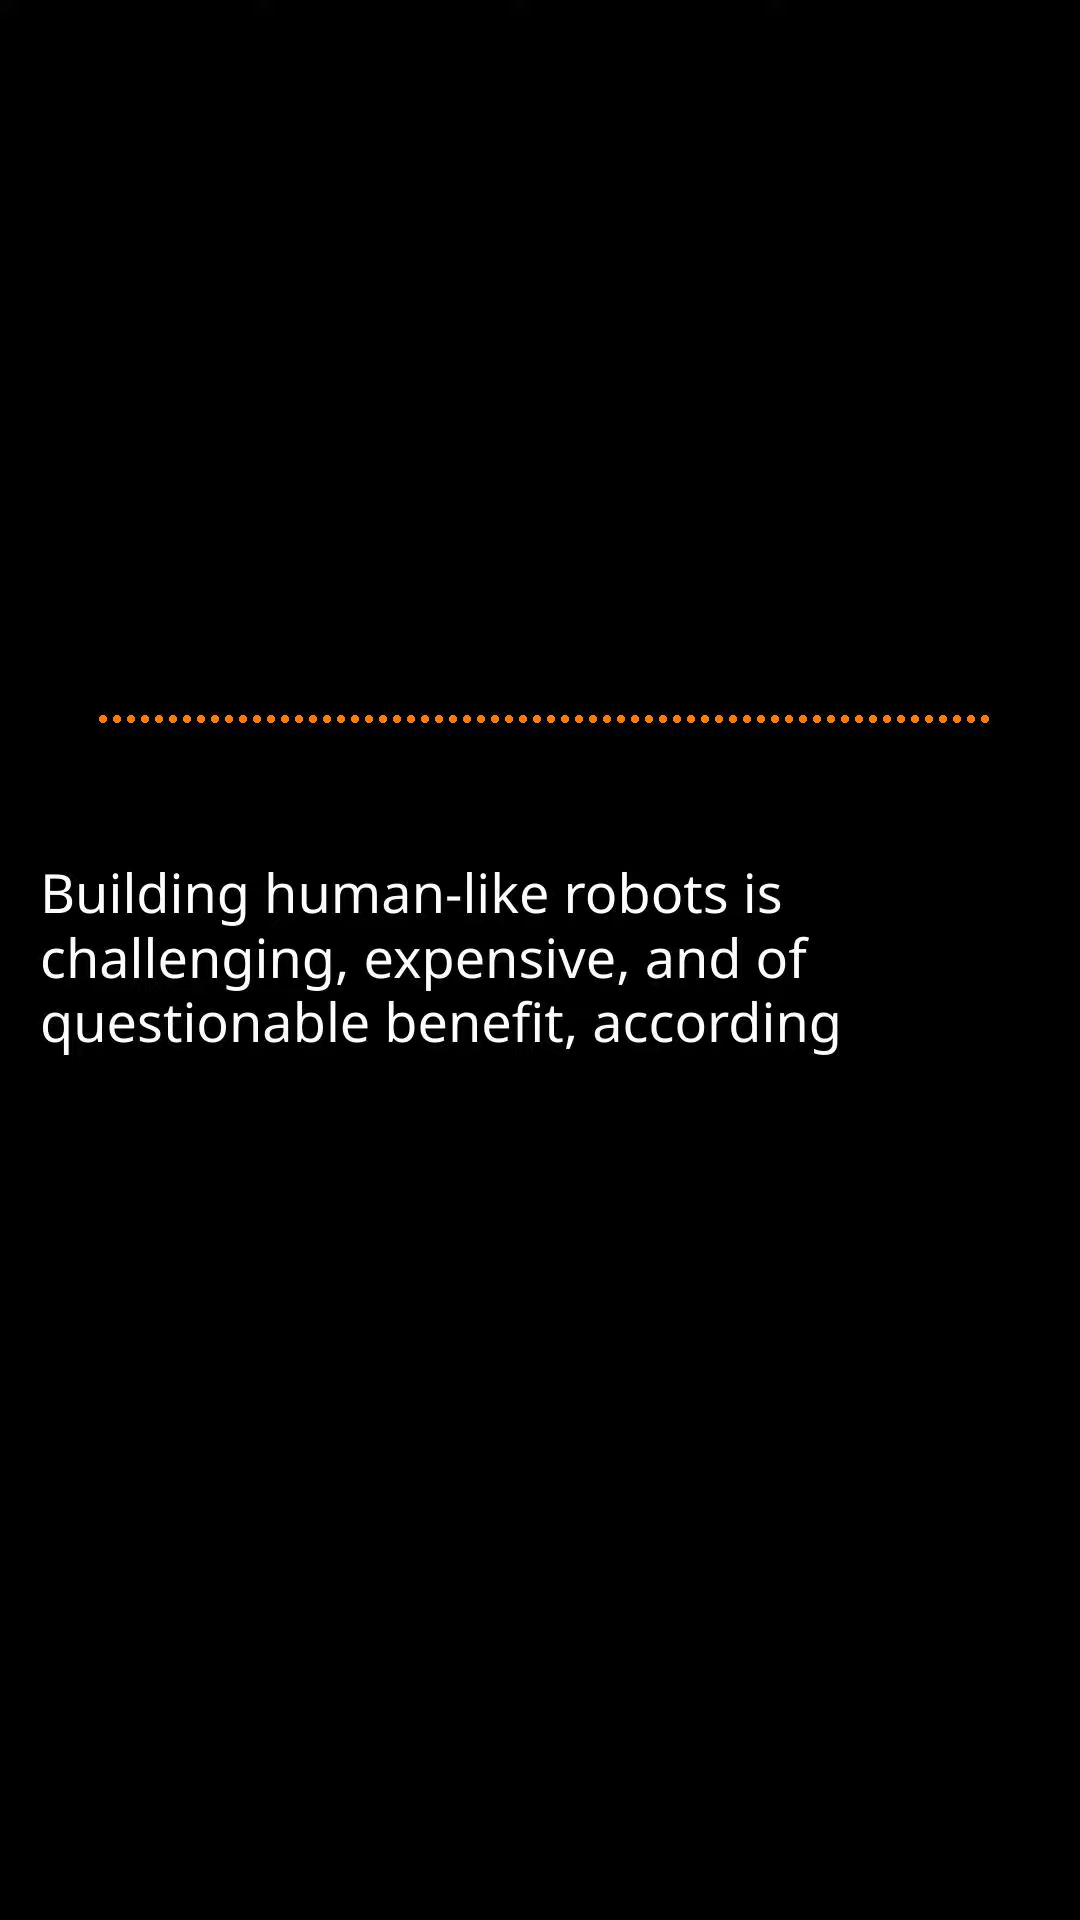 Building human-like robots is
challenging, expensive, and of
questionable benefit, according